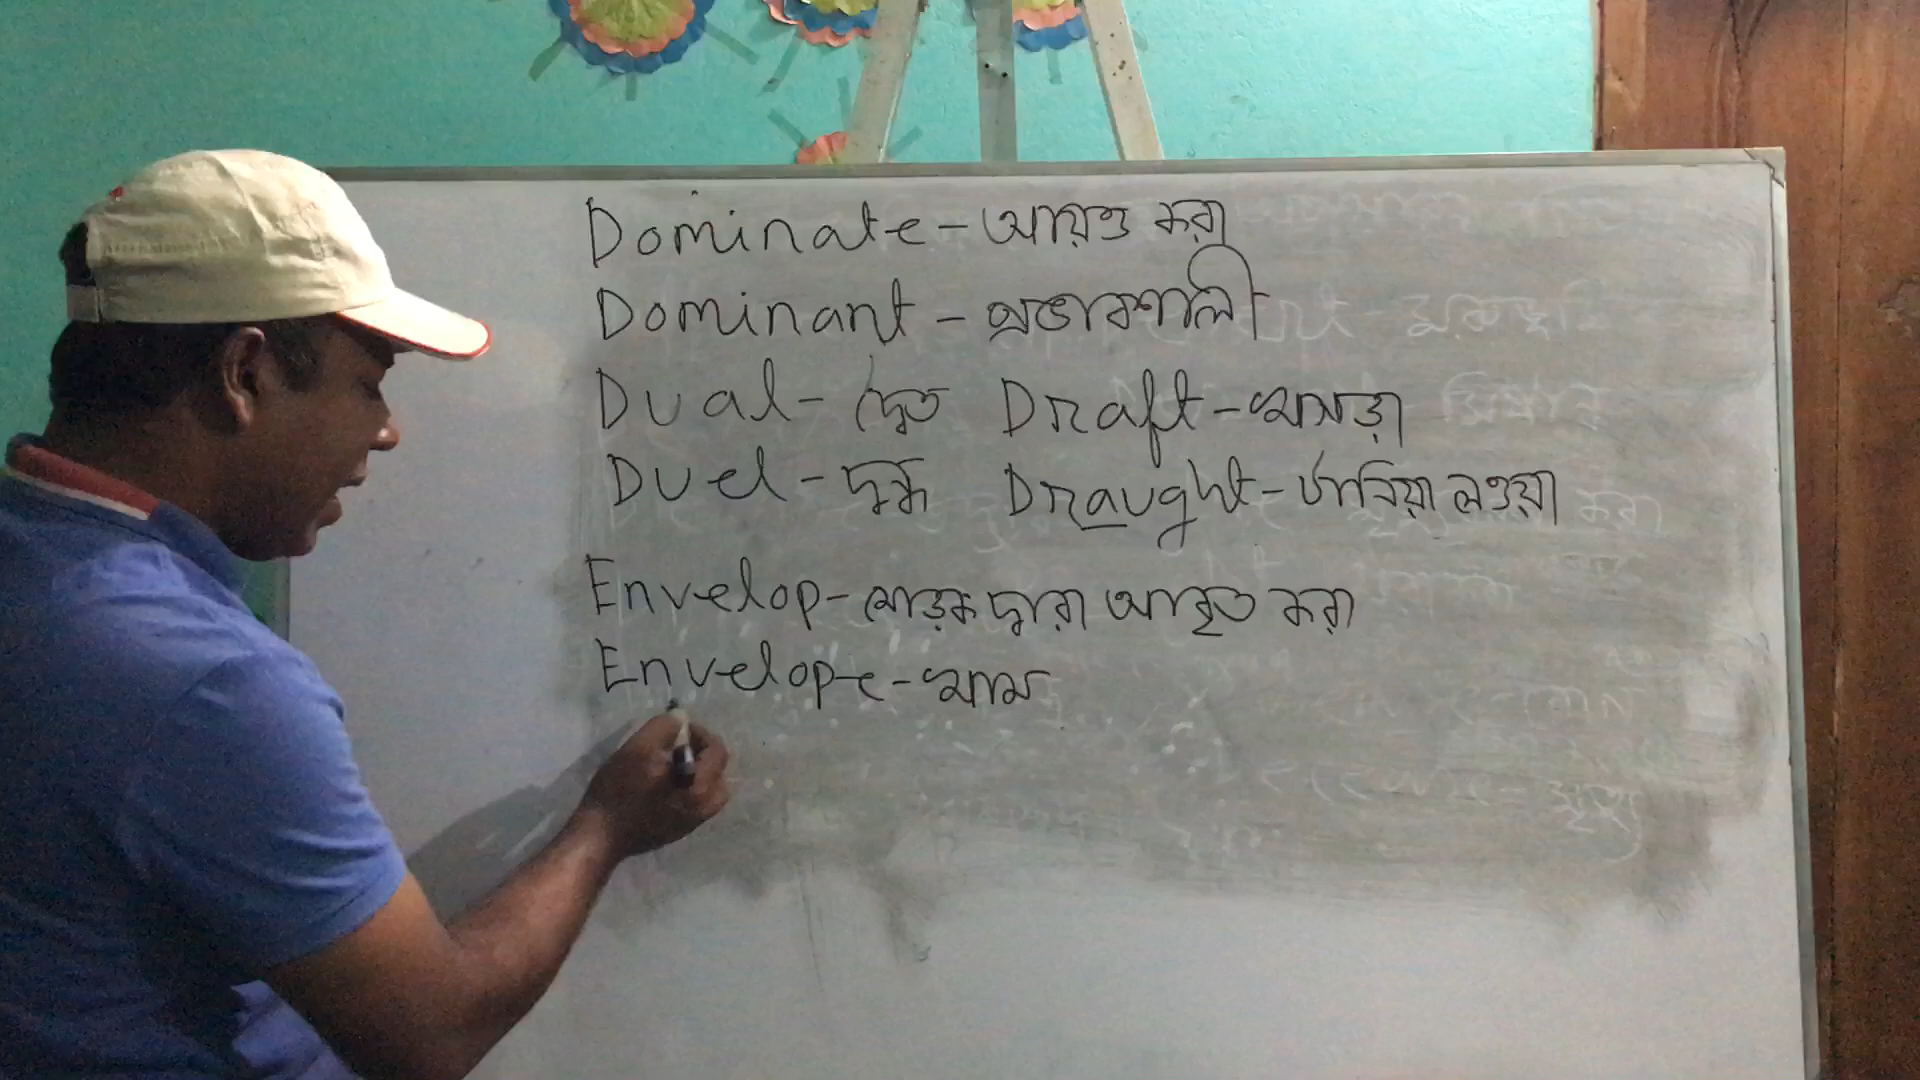 Dominate - আয়ত্ত করা
Dominant - প্রভাবশালী
Dual - দ্বৈত Draft - খসড়া
Duel - দ্বন্দ্ব Draught - টানিয়া লওয়া
Envelop - মোড়ক দ্বারা আবৃত করা
Envelope - খাম